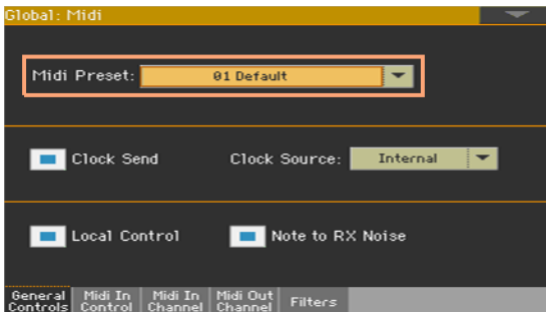 Global: Midi
Midi Preset: 01 Default
Clock Send Clock Source: Internal
Local Control Note to RX Noise
General Midi In Midi In Midi Out Filters
Controls Control Channel Channel